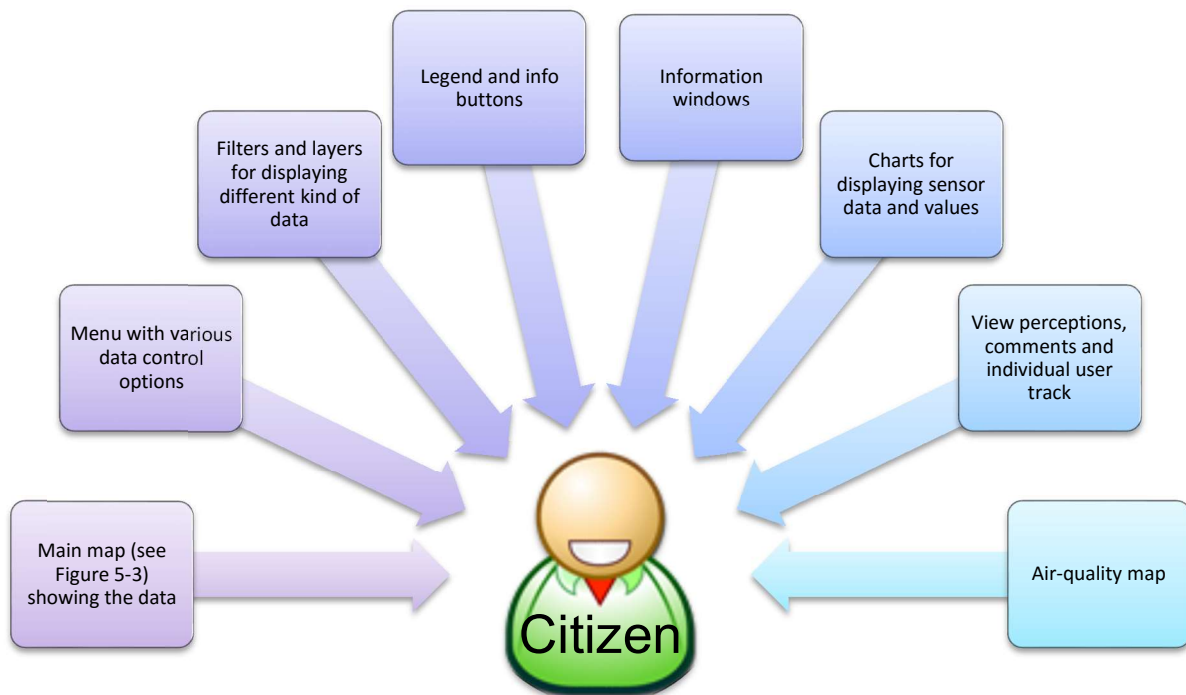 Legend and info
buttons
Information
windows
Filters and layers
for displaying
different kind of
data
Charts for
displaying sensor
data and values
Menu with various
data control
options
View perceptions,
comments and
individual user
track
Main map (see
Figure 5-3)
showing the data
Air-quality map
Citizen